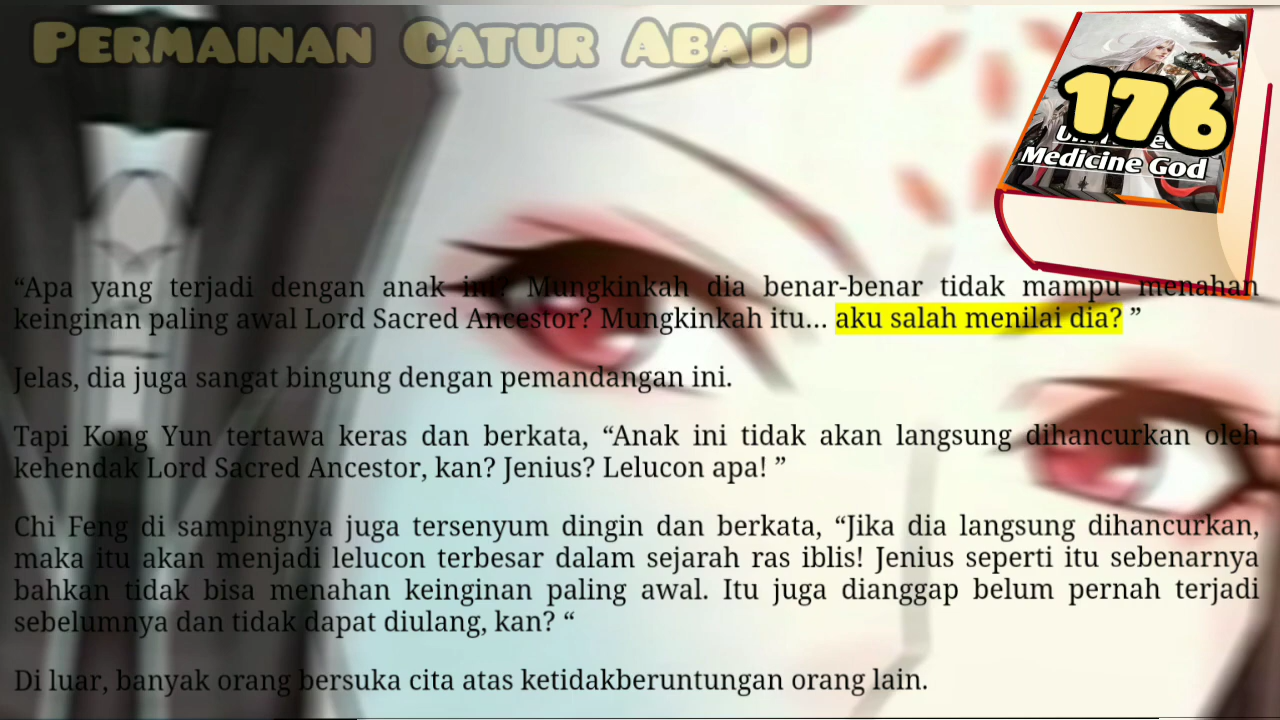 Permainan Catur Abadi
176
Medicine God
“Apa yang terjadi dengan anak ini? Mungkinkah dia benar-benar tidak mampu menahan
keinginan paling awal Lord Sacred Ancestor? Mungkinkah itu… aku salah menilai dia? ”
Jelas, dia juga sangat bingung dengan pemandangan ini.
Tapi Kong Yun tertawa keras dan berkata, “Anak ini tidak akan langsung dihancurkan oleh
kehendak Lord Sacred Ancestor, kan? Jenius? Lelucon apa! ”
Chi Feng di sampingnya juga tersenyum dingin dan berkata, “Jika dia langsung dihancurkan,
maka itu akan menjadi lelucon terbesar dalam sejarah ras iblis! Jenius seperti itu sebenarnya
bahkan tidak bisa menahan keinginan paling awal. Itu juga dianggap belum pernah terjadi
sebelumnya dan tidak dapat diulang, kan? “
Di luar, banyak orang bersuka cita atas ketidakberuntungan orang lain.